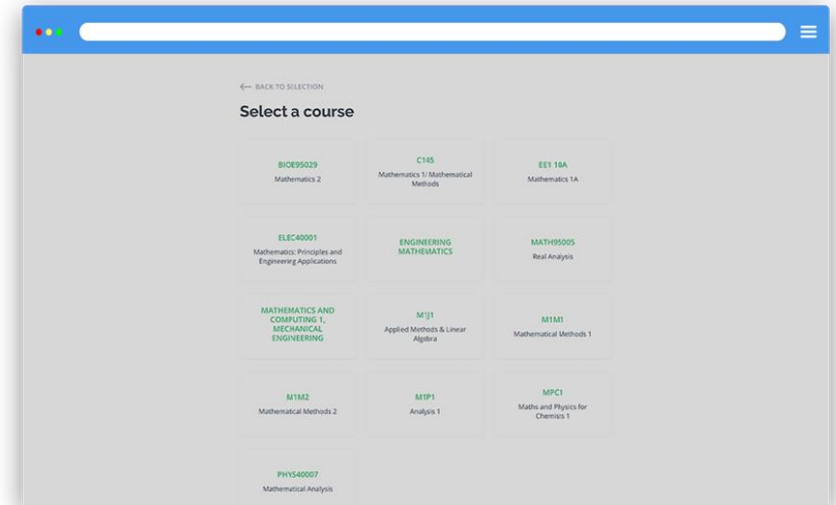 BACK TO SELECTION
Select a course
BIOE95029
Mathematics 2
C145
Mathematics 1/ Mathematical
Methods
EE1 10A
Mathematics 1A
ELEC40001
Mathematics: Principles and
Engineering Applications
ENGINEERING
MATHEMATICS
MATH95005
Real Analysis
MATHEMATICS AND
COMPUTING 1,
MECHANICAL
ENGINEERING
M1J1
Applied Methods & Linear
Algebra
M1M1
Mathematical Methods 1
M1M2
Mathematical Methods 2
M1P1
Analysis 1
MPC1
Maths and Physics for
Chemists 1
PHYS40007
Mathematical Analysis